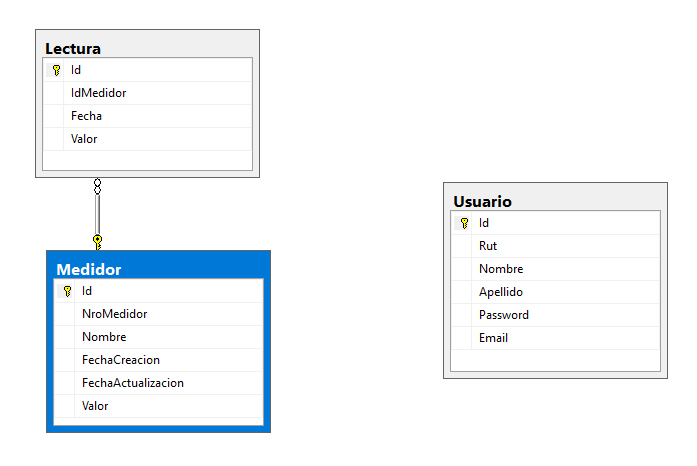 Lectura
Id
IdMedidor
Fecha
Valor
Medidor
Id
NroMedidor
Nombre
FechaCreacion
FechaActualizacion
Valor
Usuario
Id
Rut
Nombre
Apellido
Password
Email